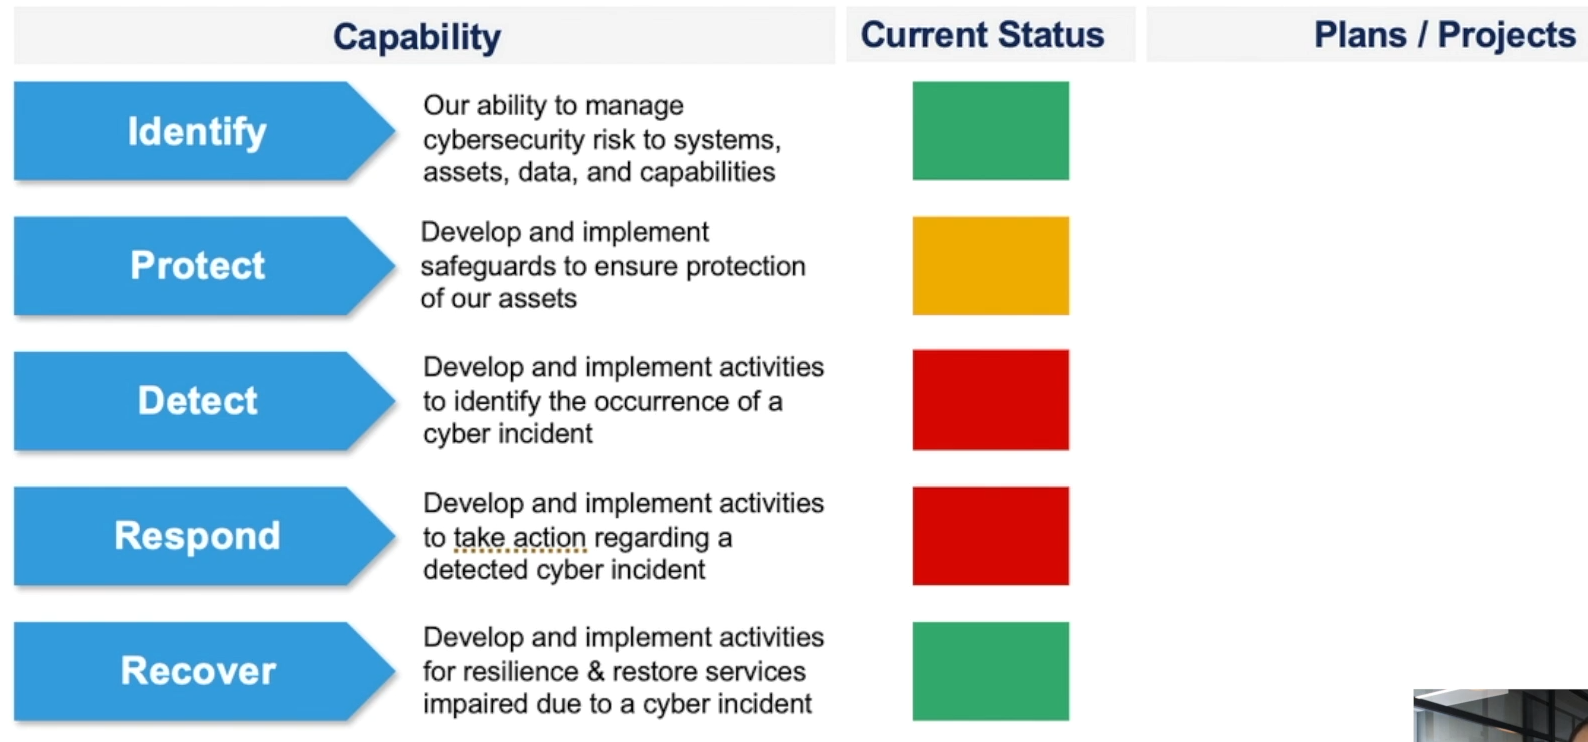 Capability
Current Status
Plans / Projects
Identify
Our ability to manage
cybersecurity risk to systems,
assets, data, and capabilities
Protect
Develop and implement
safeguards to ensure protection
of our assets
Detect
Develop and implement activities
to identify the occurrence of a
cyber incident
Respond
Develop and implement activities
to take action regarding a
detected cyber incident
Recover
Develop and implement activities
for resilience & restore services
impaired due to a cyber incident